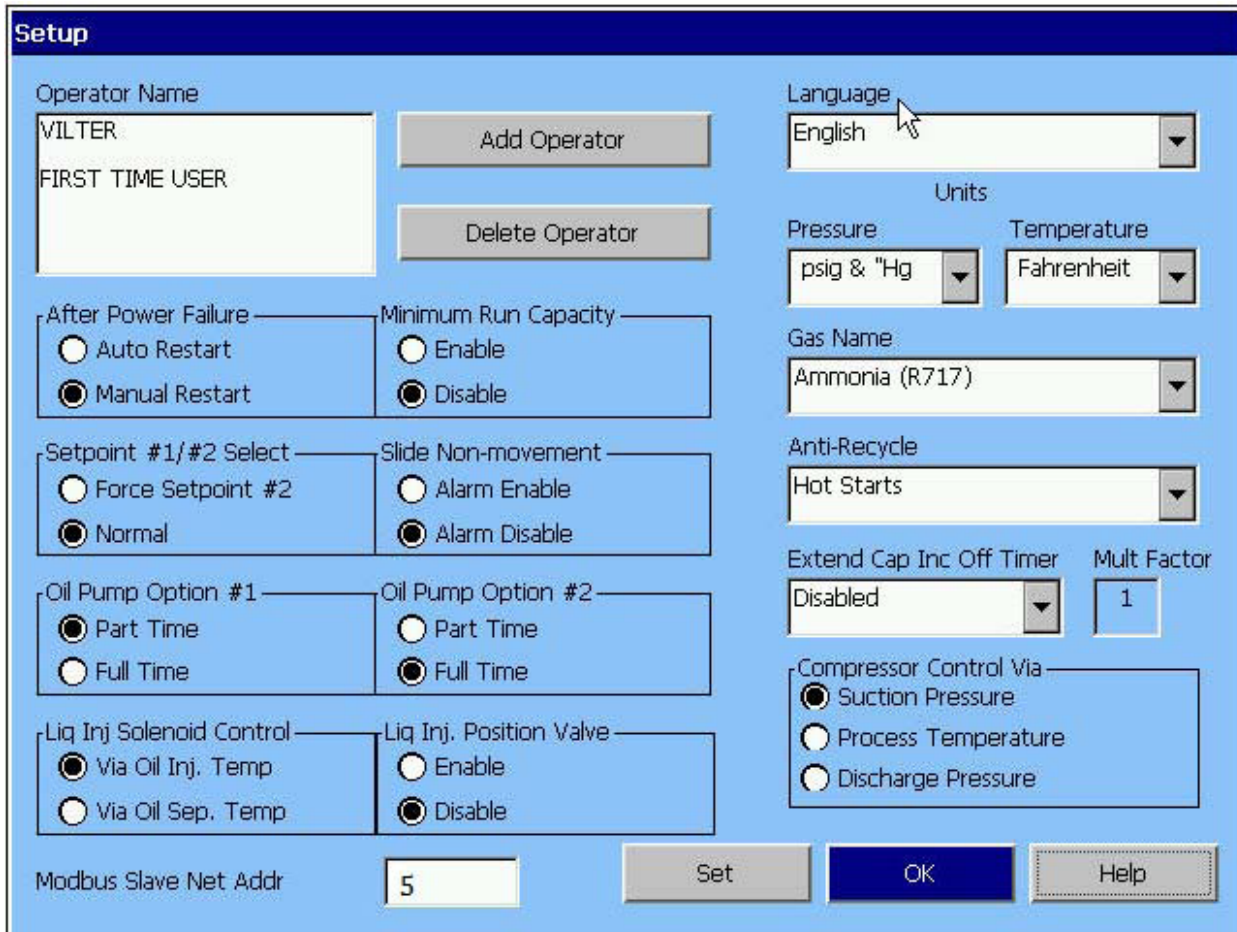 Setup
Operator Name
VILTER
FIRST TIME USER
Add Operator
Delete Operator
Language
English
Units
Pressure
Temperature
psig & "Hg
Fahrenheit
After Power Failure
Auto Restart
Manual Restart
Minimum Run Capacity
Enable
Disable
Gas Name
Ammonia (R717)
Setpoint #1/#2 Select
Force Setpoint #2
Normal
Slide Non-movement
Alarm Enable
Alarm Disable
Anti-Recycle
Hot Starts
Extend Cap Inc Off Timer
Mult Factor
Disabled
1
Oil Pump Option #1
Part Time
Full Time
Oil Pump Option #2
Part Time
Full Time
Compressor Control Via
Suction Pressure
Process Temperature
Discharge Pressure
Liq Inj Solenoid Control
Via Oil Inj. Temp
Via Oil Sep. Temp
Liq Inj. Position Valve
Enable
Disable
Modbus Slave Net Addr
5
Set
OK
Help